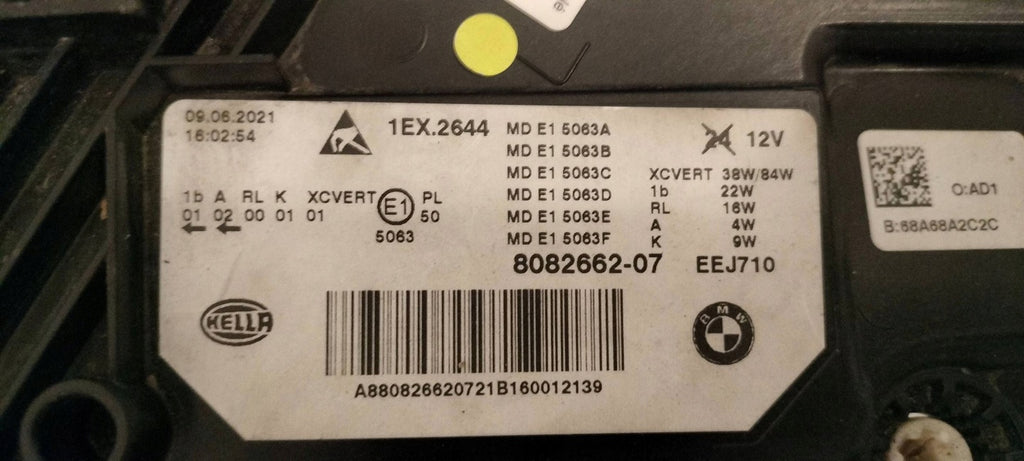 09.06.2021
16:02:54
1EX.2644
MD E1 5063A
MD E1 5063B
MD E1 5063C
MD E1 5063D
MD E1 5063E
MD E1 5063F
24 12V
XCVERT 38W/84W
1b 22W
RL 16W
A 4W
K 9W
1b A RL K XCVERT E1 PL
01 02 00 01 01 50
5063
8082662-07 EEJ710
HELLA
BMW
A880826620721B160012139
O:AD1
B:68A68A2C2C